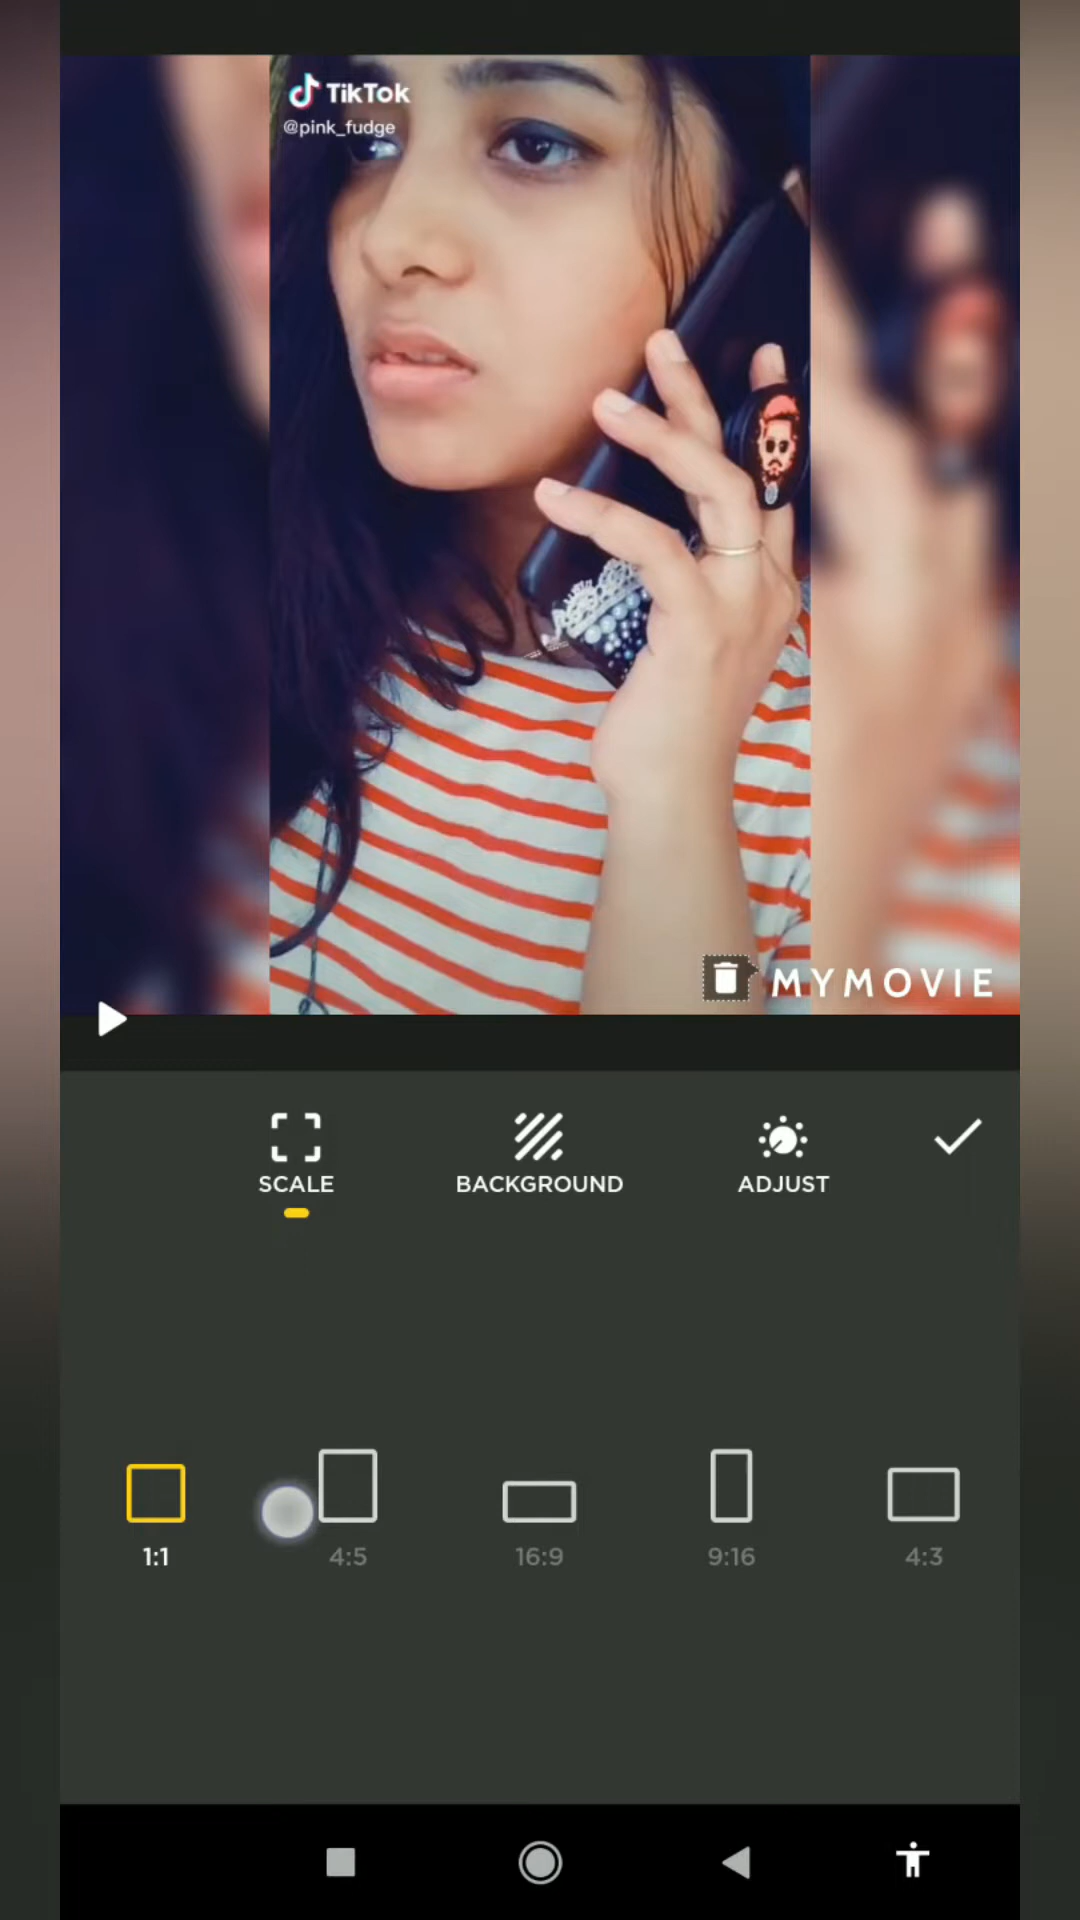 TikTok
@pink_fudge
MYMOVIE
SCALE
BACKGROUND
ADJUST
1:1
4:5
16:9
9:16
4:3